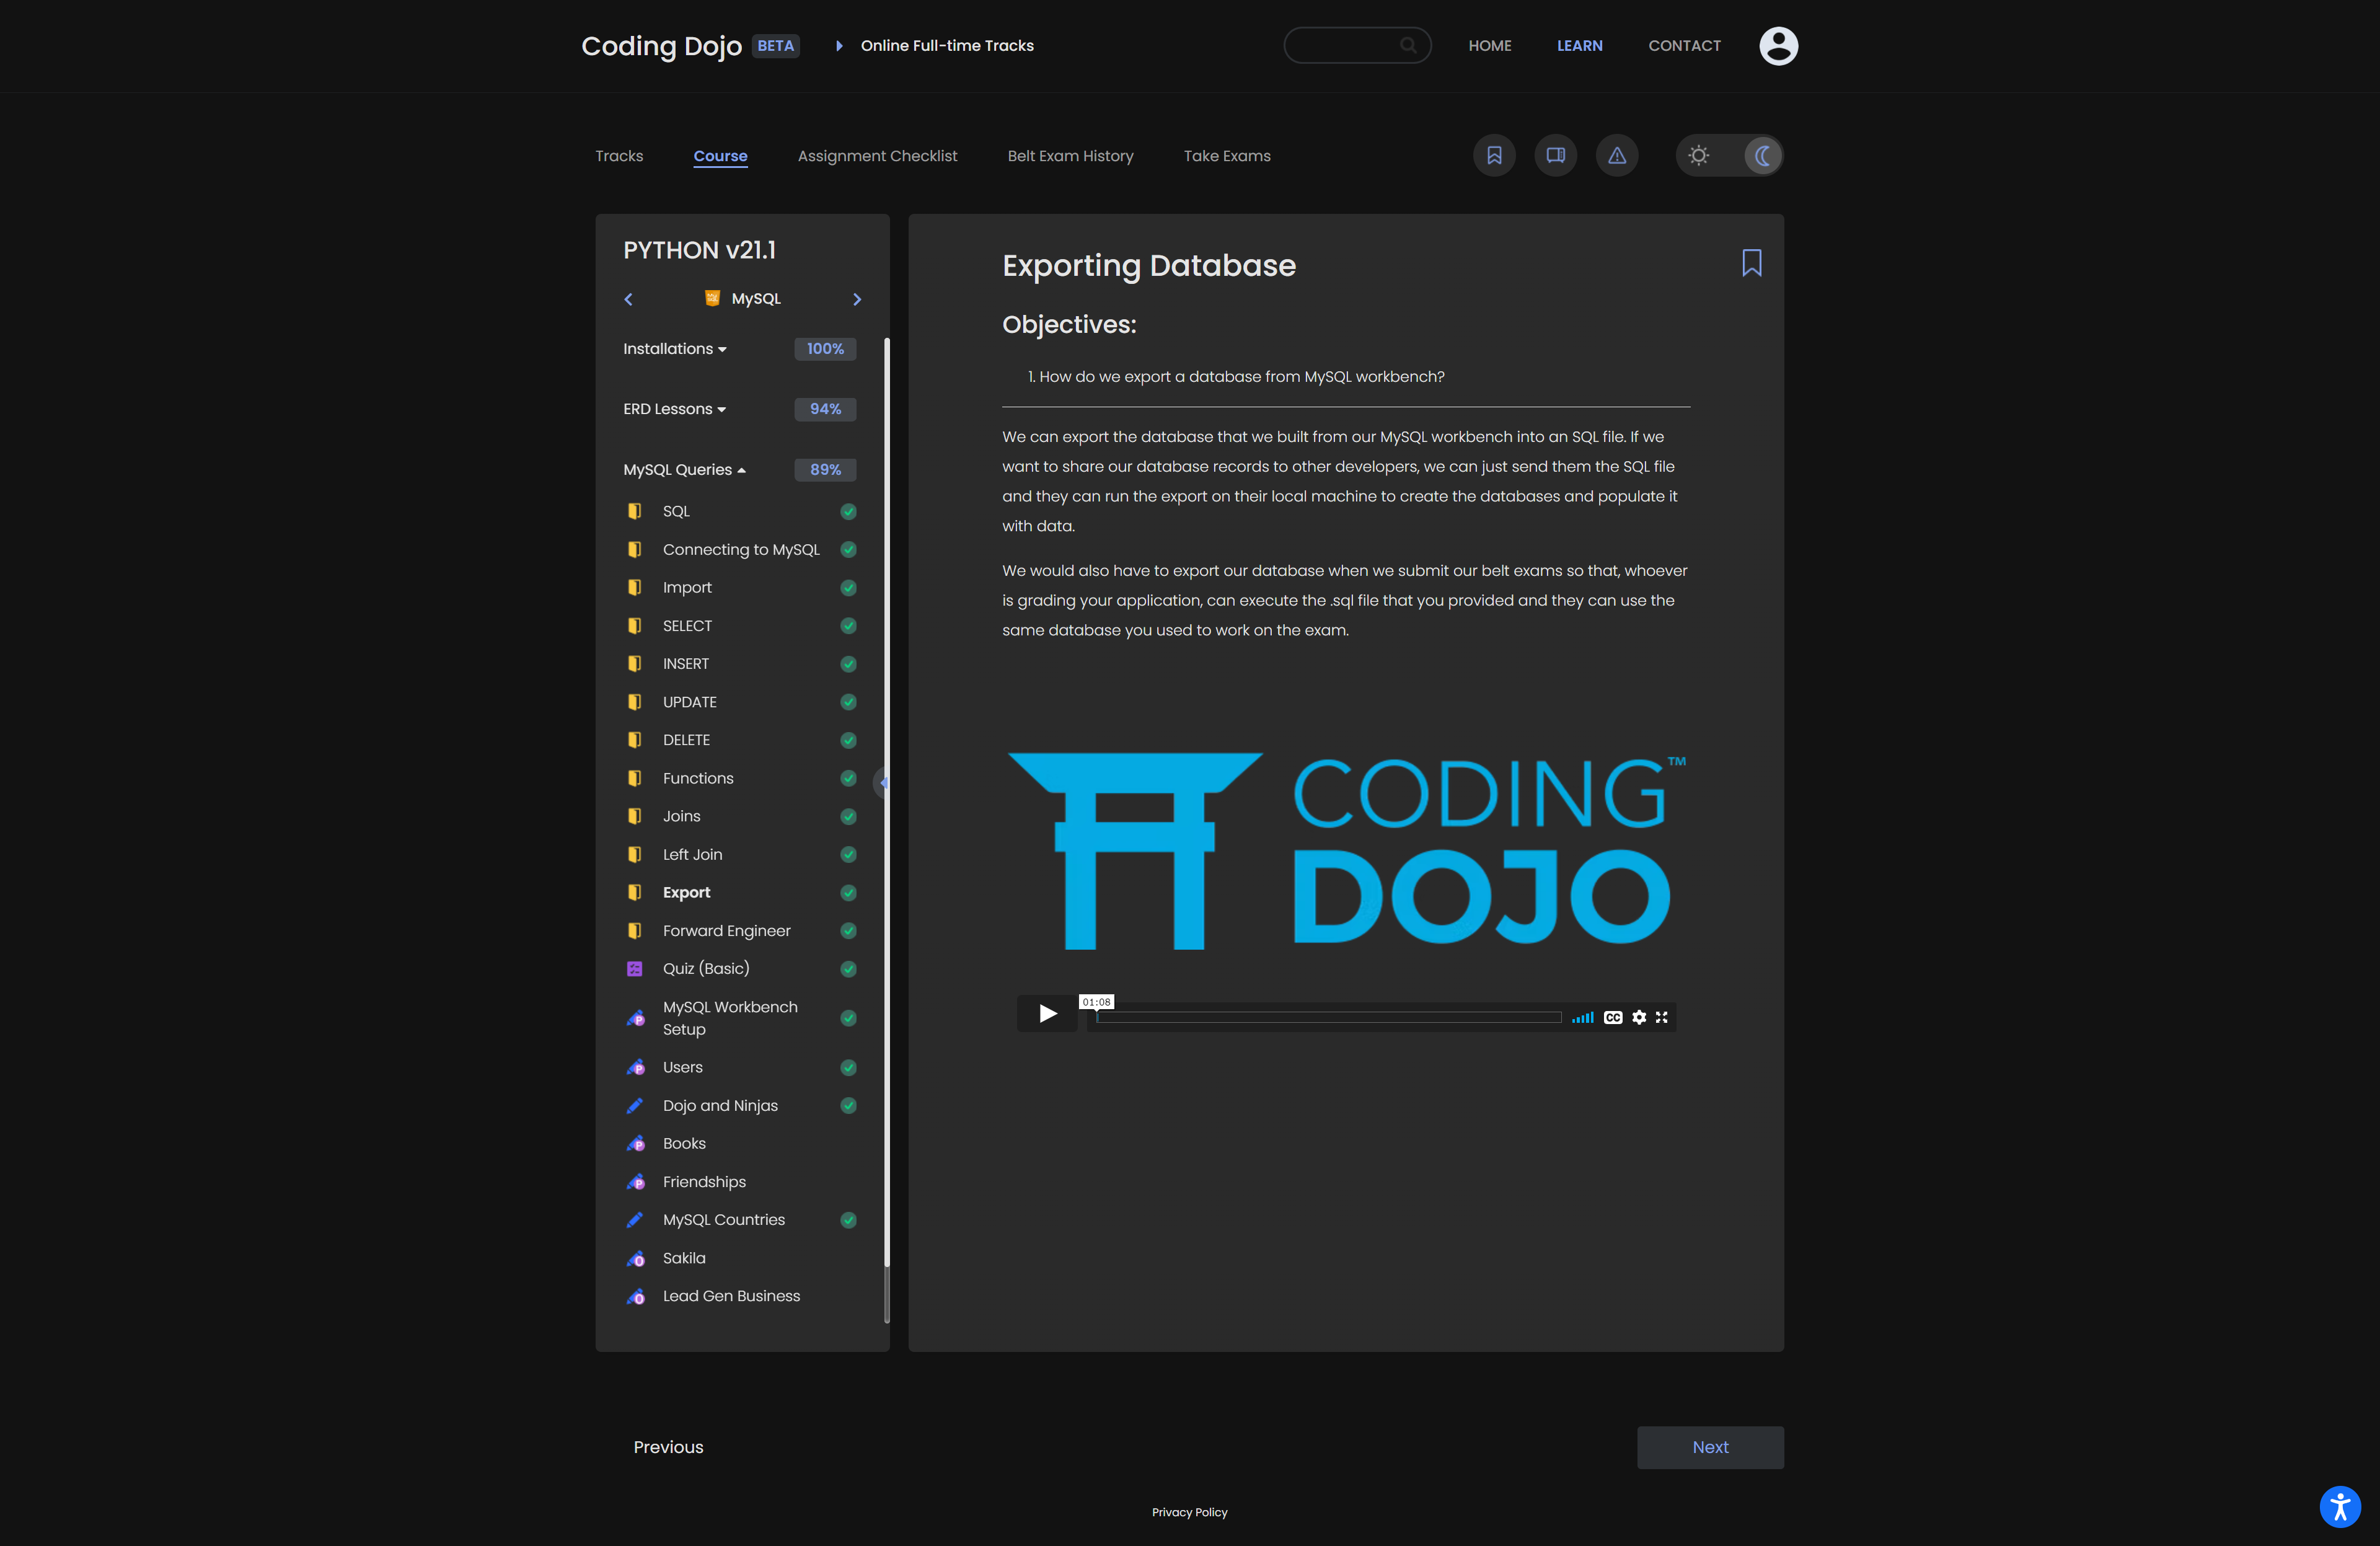 Coding Dojo BETA Online Full-time Tracks HOME LEARN CONTACT
Tracks Course Assignment Checklist Belt Exam History Take Exams
PYTHON v21.1
MySQL
Installations 100%
ERD Lessons 94%
MySQL Queries 89%
SQL
Connecting to MySQL
Import
SELECT
INSERT
UPDATE
DELETE
Functions
Joins
Left Join
Export
Forward Engineer
Quiz (Basic)
MySQL Workbench
Setup
Users
Dojo and Ninjas
Books
Friendships
MySQL Countries
Sakila
Lead Gen Business
Exporting Database
Objectives:
1. How do we export a database from MySQL workbench?
We can export the database that we built from our MySQL workbench into an SQL file. If we
want to share our database records to other developers, we can just send them the SQL file
and they can run the export on their local machine to create the databases and populate it
with data.
We would also have to export our database when we submit our belt exams so that, whoever
is grading your application, can execute the .sql file that you provided and they can use the
same database you used to work on the exam.
CODING™
DOJO
01:08
CC
Previous
Next
Privacy Policy